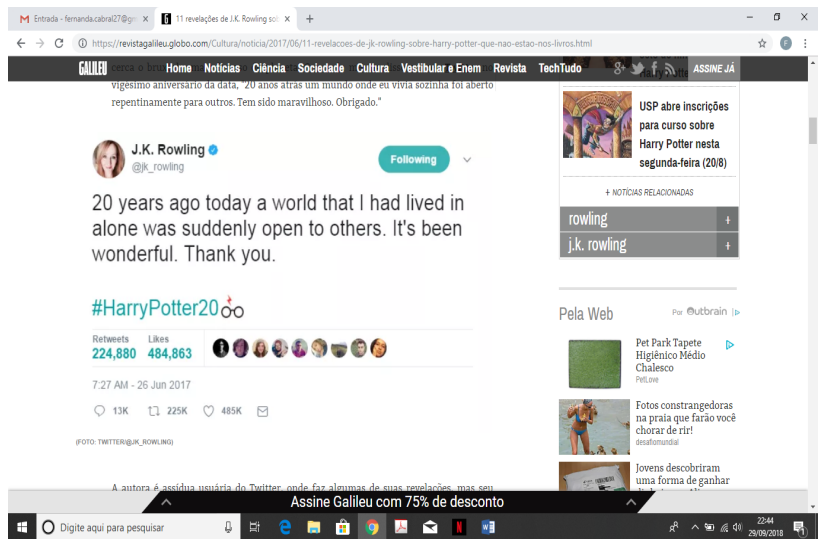 Entrada - fernanda.cabral27@gm
11 revelações de J.K. Rowling sob
https://revistagalileu.globo.com/Cultura/noticia/2017/06/11-revelacoes-de-jk-rowling-sobre-harry-potter-que-nao-estao-nos-livros.html
GALILEU Home Notícias Ciência Sociedade Cultura Vestibular e Enem Revista TechTudo ASSINE JÁ
vigésimo aniversário da data, "20 anos atrás um mundo onde eu vivia sozinha foi aberto
repentinamente para outros. Tem sido maravilhoso. Obrigado."
J.K. Rowling
@jk_rowling
Following
20 years ago today a world that I had lived in
alone was suddenly open to others. It's been
wonderful. Thank you.
#HarryPotter20
Retweets Likes
224,880 484,863
7:27 AM - 26 Jun 2017
13K 225K 485K
(FOTO: TWITTER/@JK_ROWLING)
A autora é assídua usuária do Twitter, onde faz algumas de suas revelações, mas seu
Harry Potter
USP abre inscrições
para curso sobre
Harry Potter nesta
segunda-feira (20/8)
+ NOTÍCIAS RELACIONADAS
rowling +
j.k. rowling +
Pela Web
Por Outbrain
Pet Park Tapete
Higiênico Médio
Chalesco
PetLove
Fotos constrangedoras
na praia que farão você
chorar de rir!
desafiomundial
Jovens descobriram
uma forma de ganhar
Assine Galileu com 75% de desconto
Digite aqui para pesquisar
22:44
29/09/2018